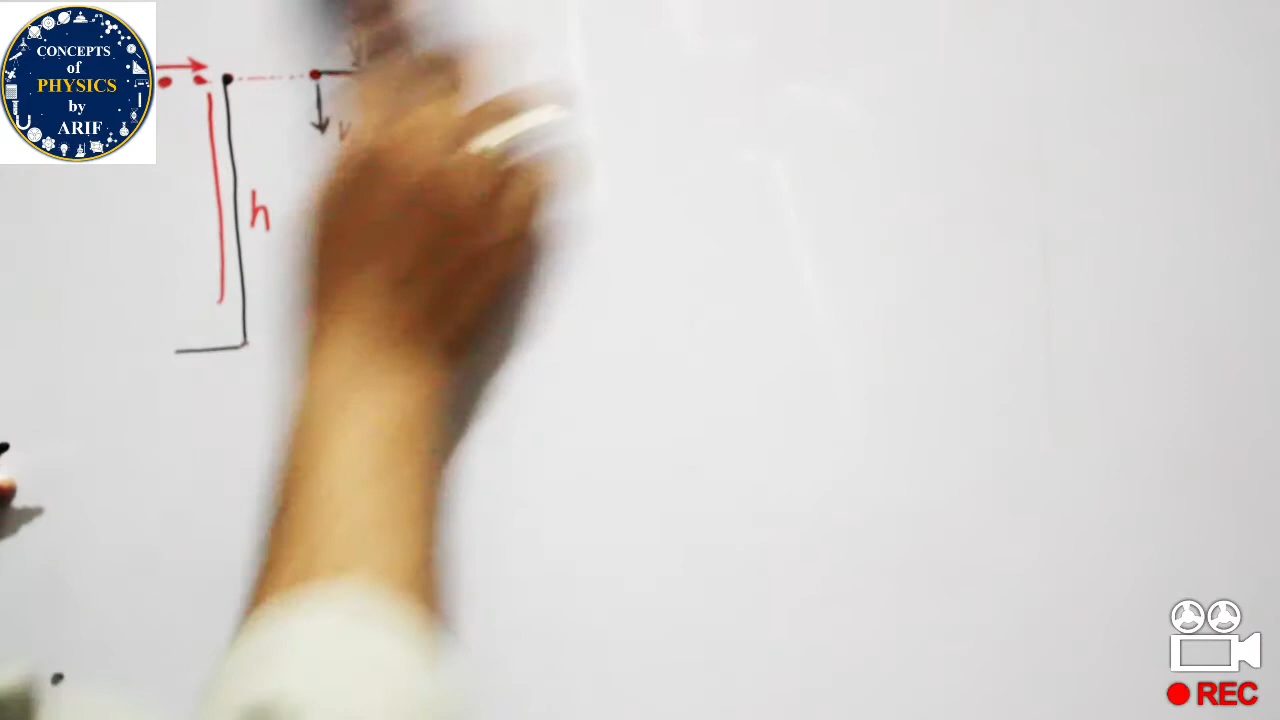 CONCEPTS
of
PHYSICS
by
ARIF
h
REC